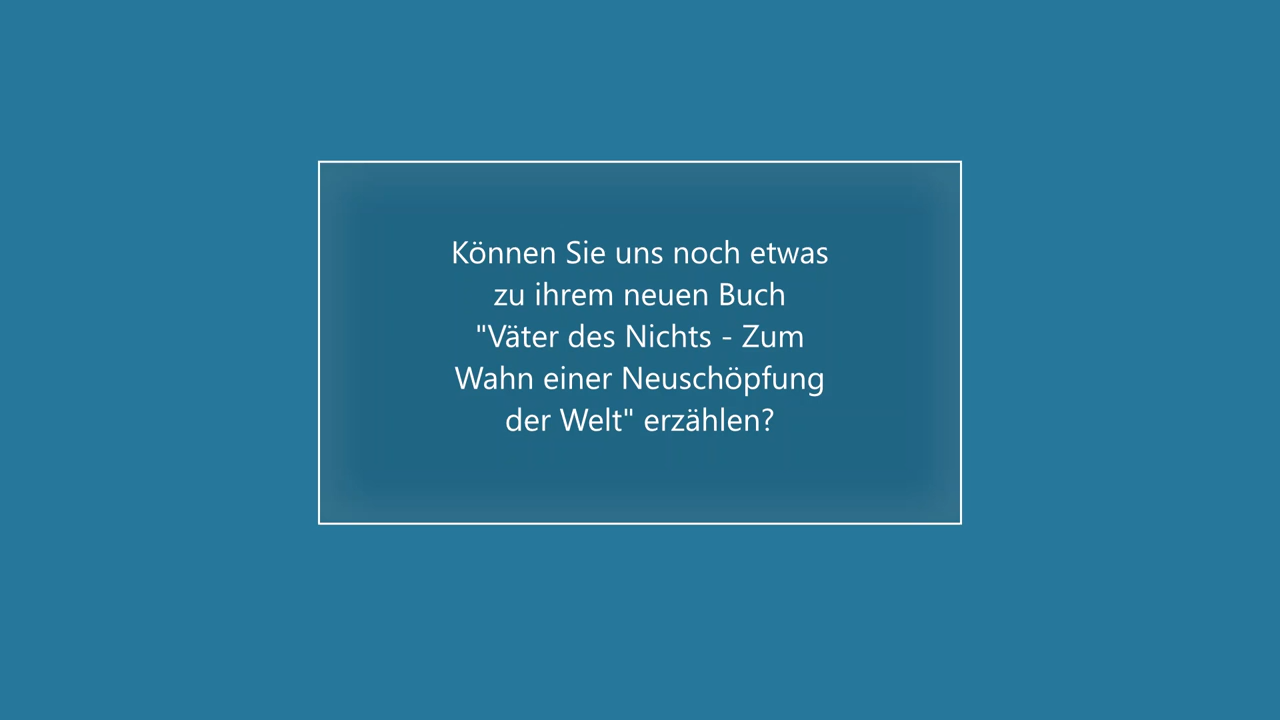 Können Sie uns noch etwas
zu ihrem neuen Buch
"Väter des Nichts - Zum
Wahn einer Neuschöpfung
der Welt" erzählen?